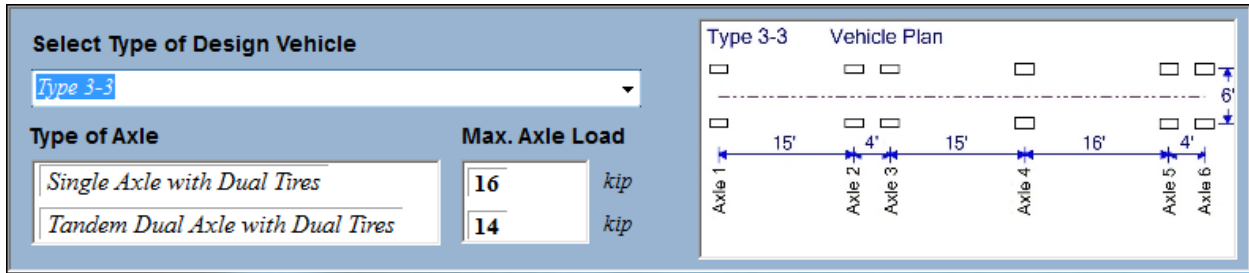 Select Type of Design Vehicle
Type 3-3
Type of Axle
Max. Axle Load
Single Axle with Dual Tires
16
kip
Tandem Dual Axle with Dual Tires
14
kip
Type 3-3 Vehicle Plan
6'
15'
4'
15'
16'
4'
Axle 1
Axle 2
Axle 3
Axle 4
Axle 5
Axle 6